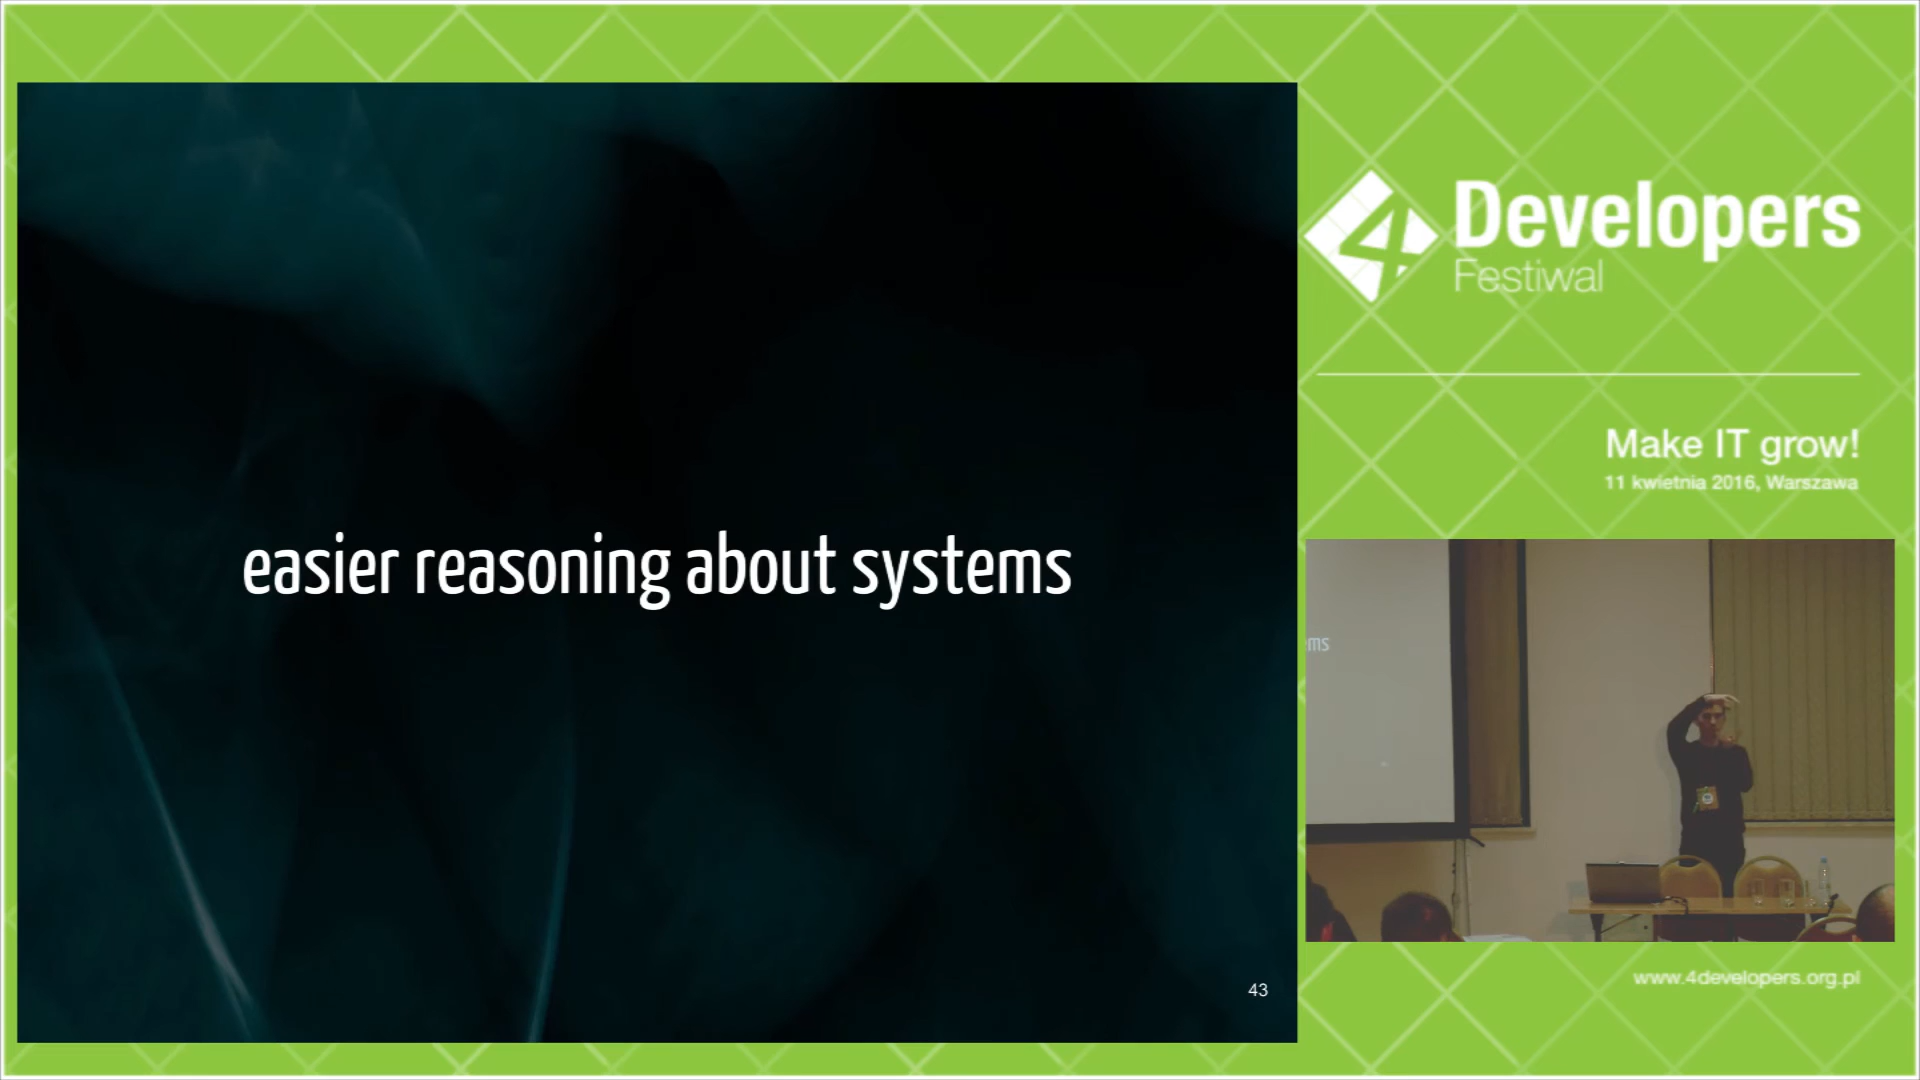 easier reasoning about systems
43
4
Developers
Festiwal
Make IT grow!
11 kwietnia 2016, Warszawa
ems
www.4developers.org.pl